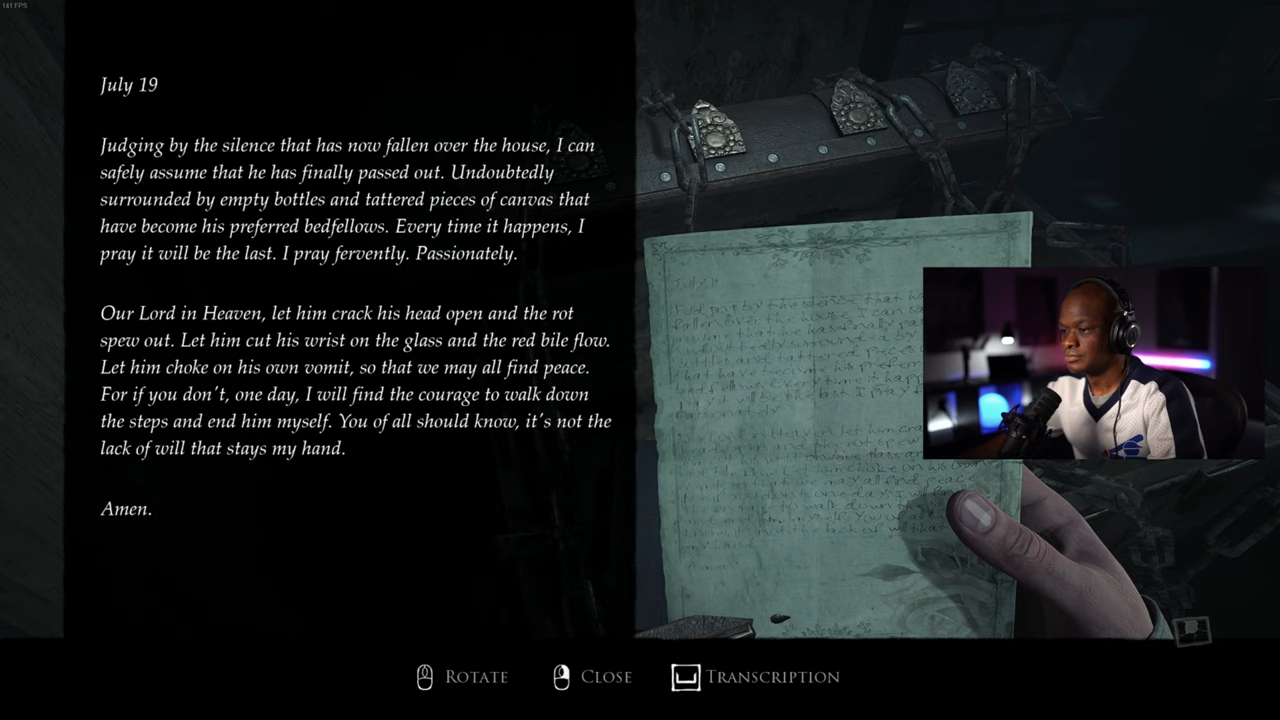 141 FPS
July 19
Judging by the silence that has now fallen over the house, I can
safely assume that he has finally passed out. Undoubtedly
surrounded by empty bottles and tattered pieces of canvas that
have become his preferred bedfellows. Every time it happens, I
pray it will be the last. I pray fervently. Passionately.
Our Lord in Heaven, let him crack his head open and the rot
spew out. Let him cut his wrist on the glass and the red bile flow.
Let him choke on his own vomit, so that we may all find peace.
For if you don't, one day, I will find the courage to walk down
the steps and end him myself. You of all should know, it's not the
lack of will that stays my hand.
Amen.
ROTATE
CLOSE
TRANSCRIPTION